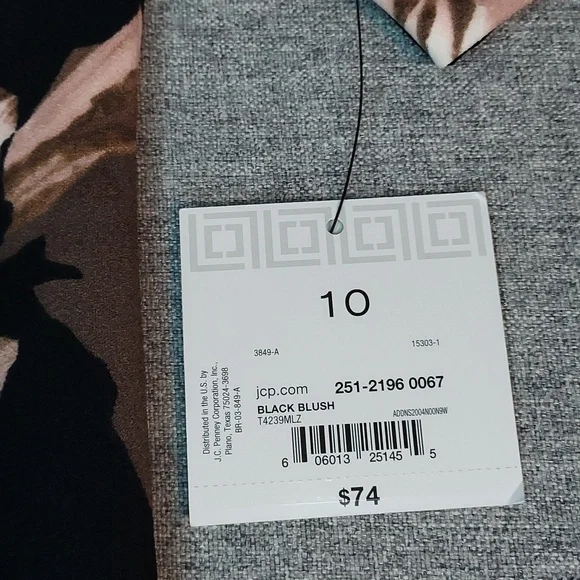 10
3849-A 15303-1
Distributed in the U.S. by
J.C. Penney Corporation, Inc.,
Plano, Texas 75024-3698
BR-03-849-A
jcp.com 251-2196 0067
BLACK BLUSH
T4239MLZ ADDNS2004N00N9W
6 06013 25145 5
$74